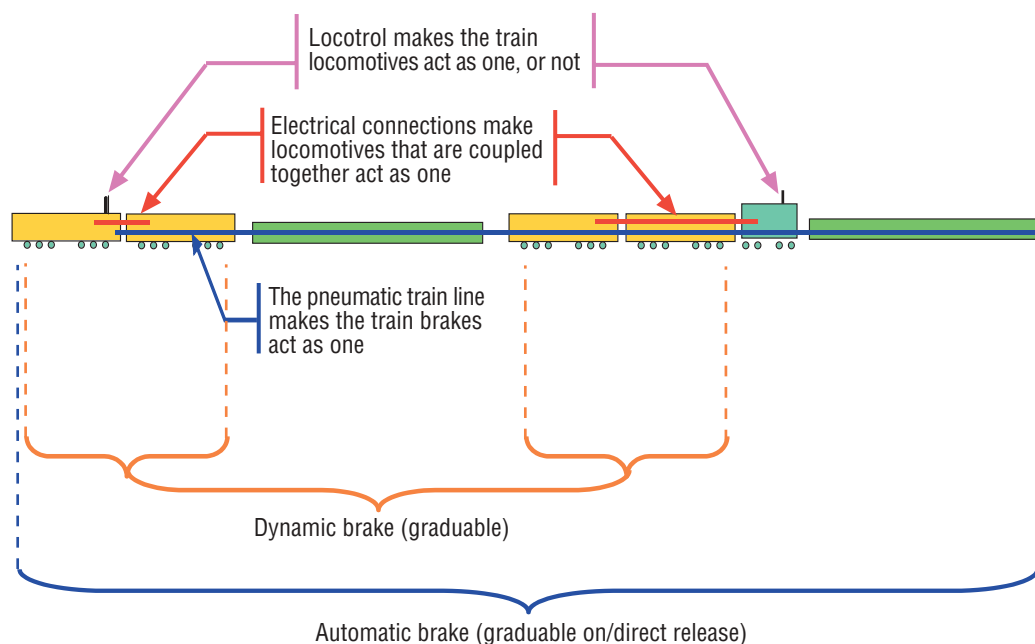 Locotrol makes the train
locomotives act as one, or not
Electrical connections make
locomotives that are coupled
together act as one
The pneumatic train line
makes the train brakes
act as one
Dynamic brake (graduable)
Automatic brake (graduable on/direct release)